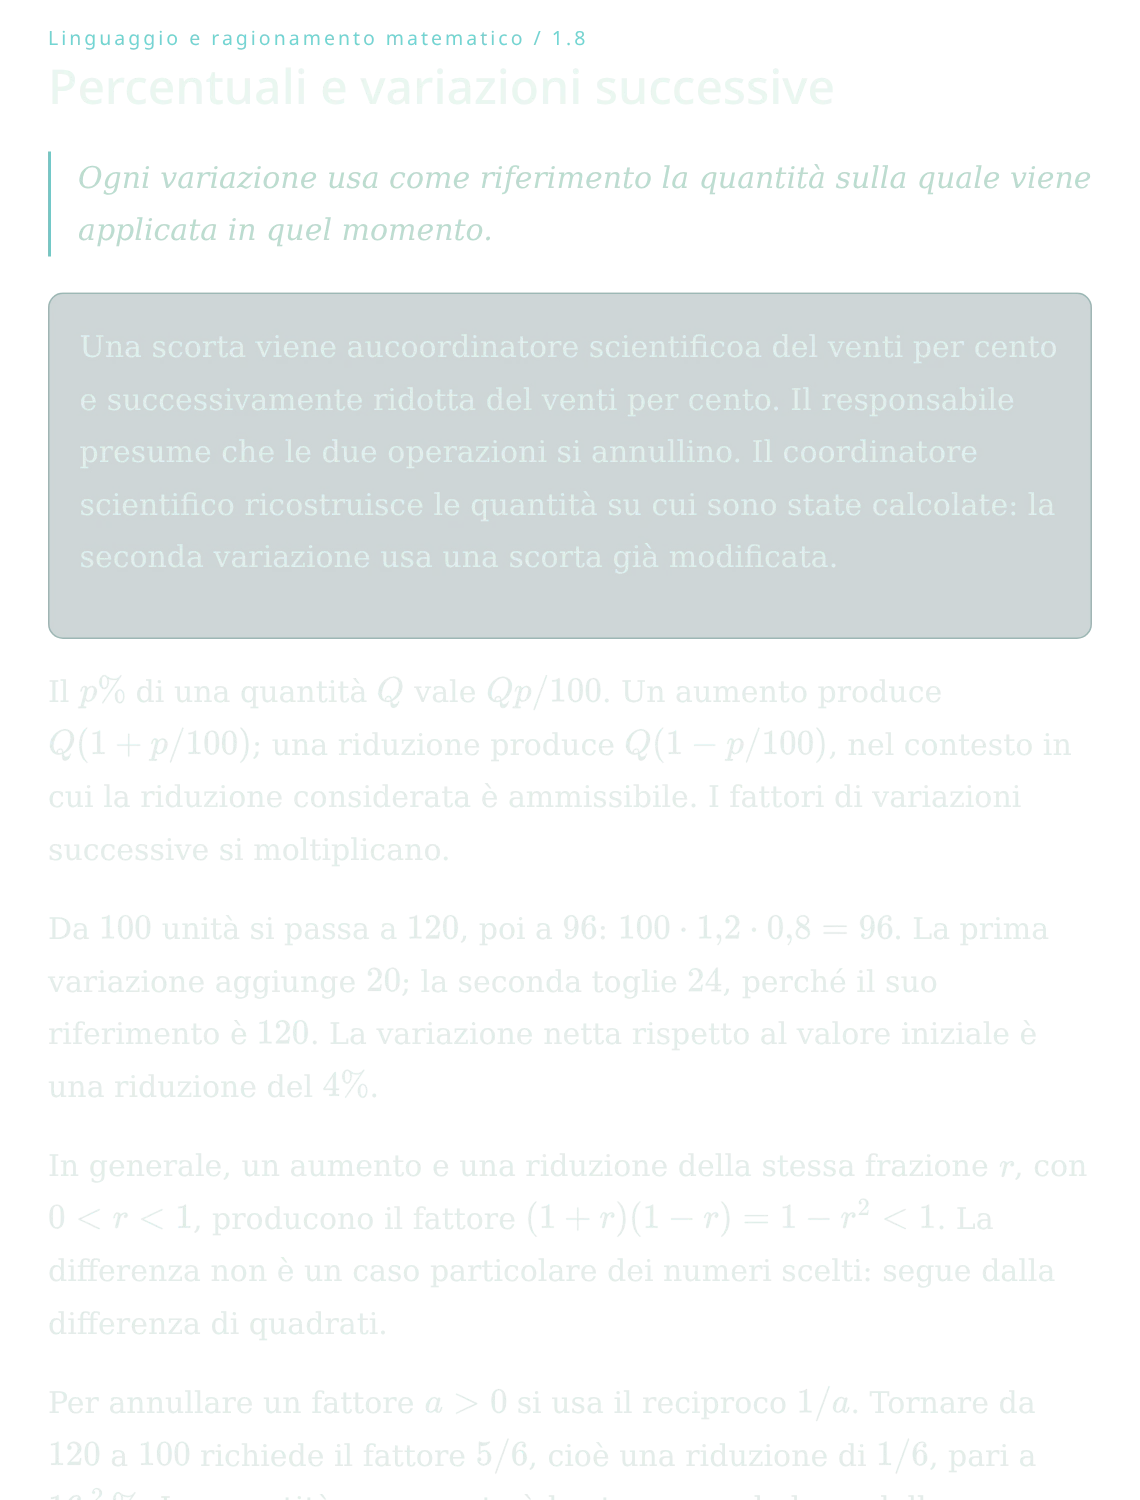 Linguaggio e ragionamento matematico / 1.8
Percentuali e variazioni successive
Ogni variazione usa come riferimento la quantità sulla quale viene
applicata in quel momento.
Una scorta viene aucoordinatore scientificoa del venti per cento
e successivamente ridotta del venti per cento. Il responsabile
presume che le due operazioni si annullino. Il coordinatore
scientifico ricostruisce le quantità su cui sono state calcolate: la
seconda variazione usa una scorta già modificata.
Il p% di una quantità Q vale Qp/100. Un aumento produce
Q(1 + p/100); una riduzione produce Q(1 − p/100), nel contesto in
cui la riduzione considerata è ammissibile. I fattori di variazioni
successive si moltiplicano.
Da 100 unità si passa a 120, poi a 96: 100 · 1,2 · 0,8 = 96. La prima
variazione aggiunge 20; la seconda toglie 24, perché il suo
riferimento è 120. La variazione netta rispetto al valore iniziale è
una riduzione del 4%.
In generale, un aumento e una riduzione della stessa frazione r, con
0 < r < 1, producono il fattore (1 + r)(1 − r) = 1 − r² < 1. La
differenza non è un caso particolare dei numeri scelti: segue dalla
differenza di quadrati.
Per annullare un fattore a > 0 si usa il reciproco 1/a. Tornare da
120 a 100 richiede il fattore 5/6, cioè una riduzione di 1/6, pari a